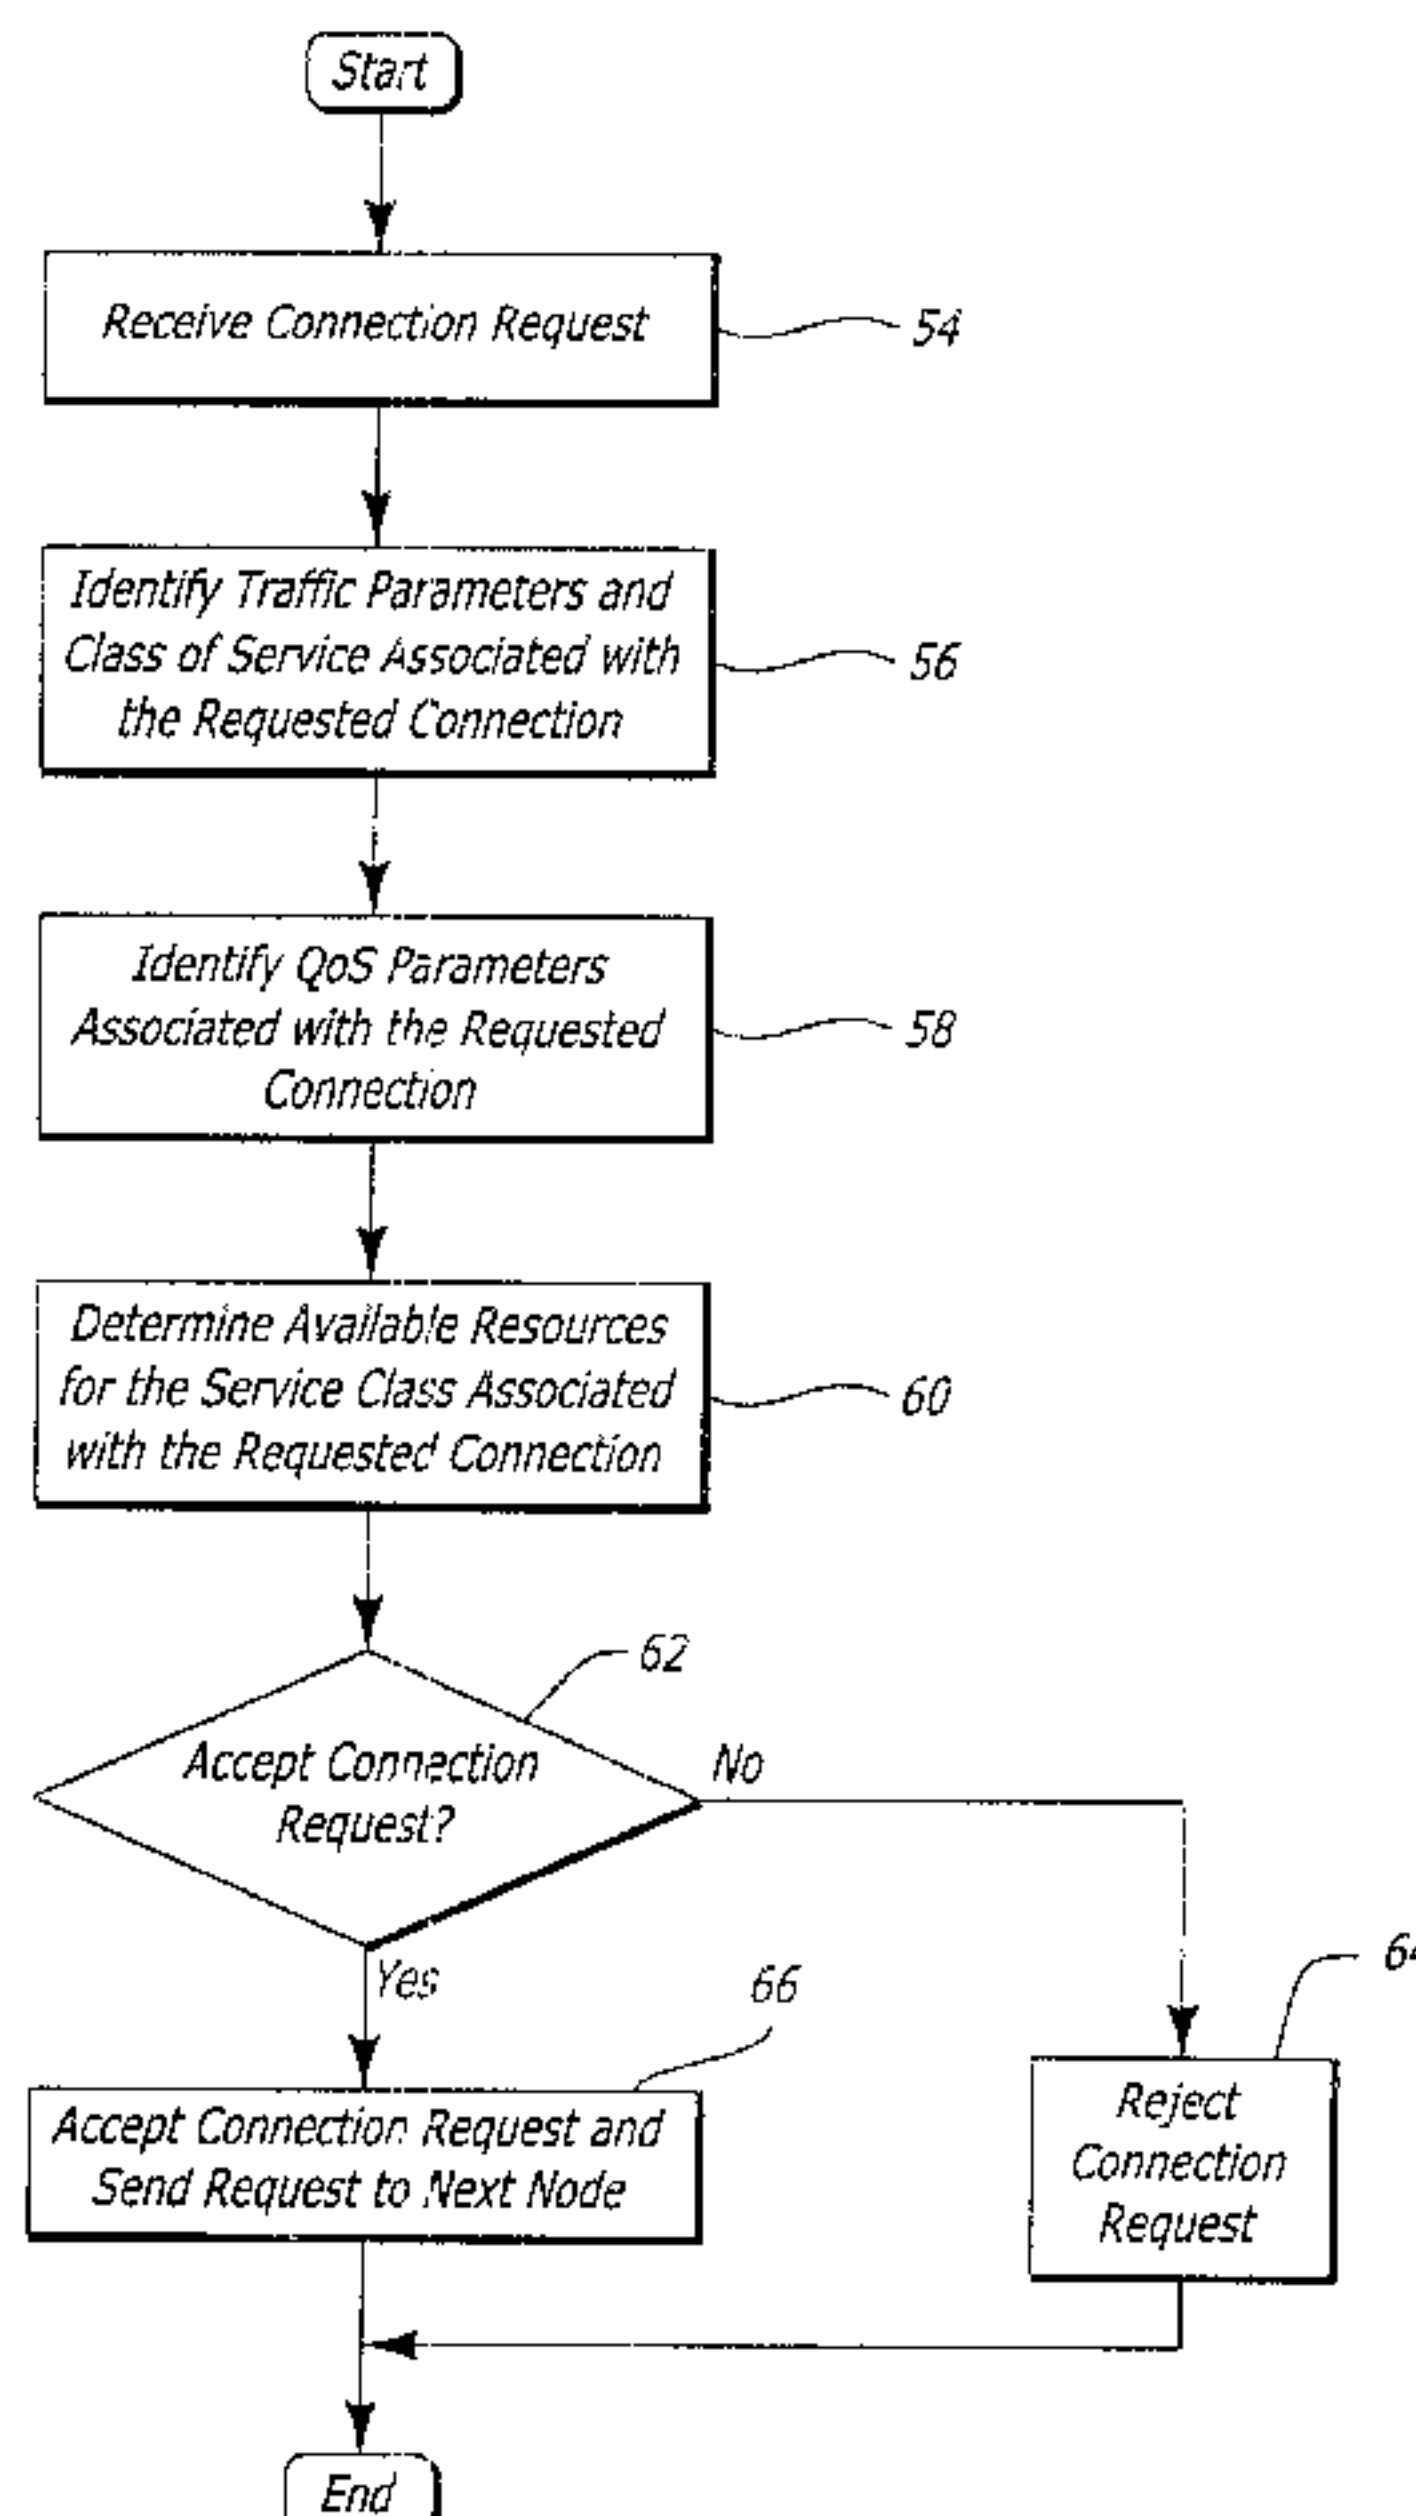 Start
Receive Connection Request
54
Identify Traffic Parameters and
Class of Service Associated with
the Requested Connection
56
Identify QoS Parameters
Associated with the Requested
Connection
58
Determine Available Resources
for the Service Class Associated
with the Requested Connection
60
62
Accept Connection
Request?
No
Yes
66
64
Accept Connection Request and
Send Request to Next Node
Reject
Connection
Request
End